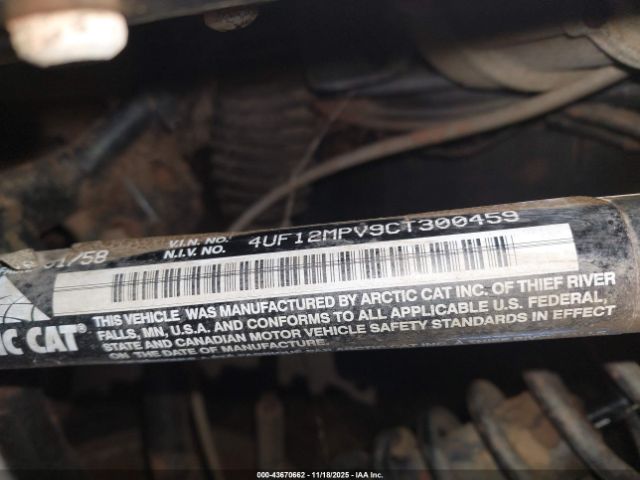 V.I.N. NO.
N.I.V. NO.
4UF12MPV9CT300459
/58
CAT®
THIS VEHICLE WAS MANUFACTURED BY ARCTIC CAT INC. OF THIEF RIVER
FALLS, MN, U.S.A. AND CONFORMS TO ALL APPLICABLE U.S. FEDERAL,
STATE AND CANADIAN MOTOR VEHICLE SAFETY STANDARDS IN EFFECT
ON THE DATE OF MANUFACTURE.
000-43670662 - 11/18/2025 - IAA Inc.